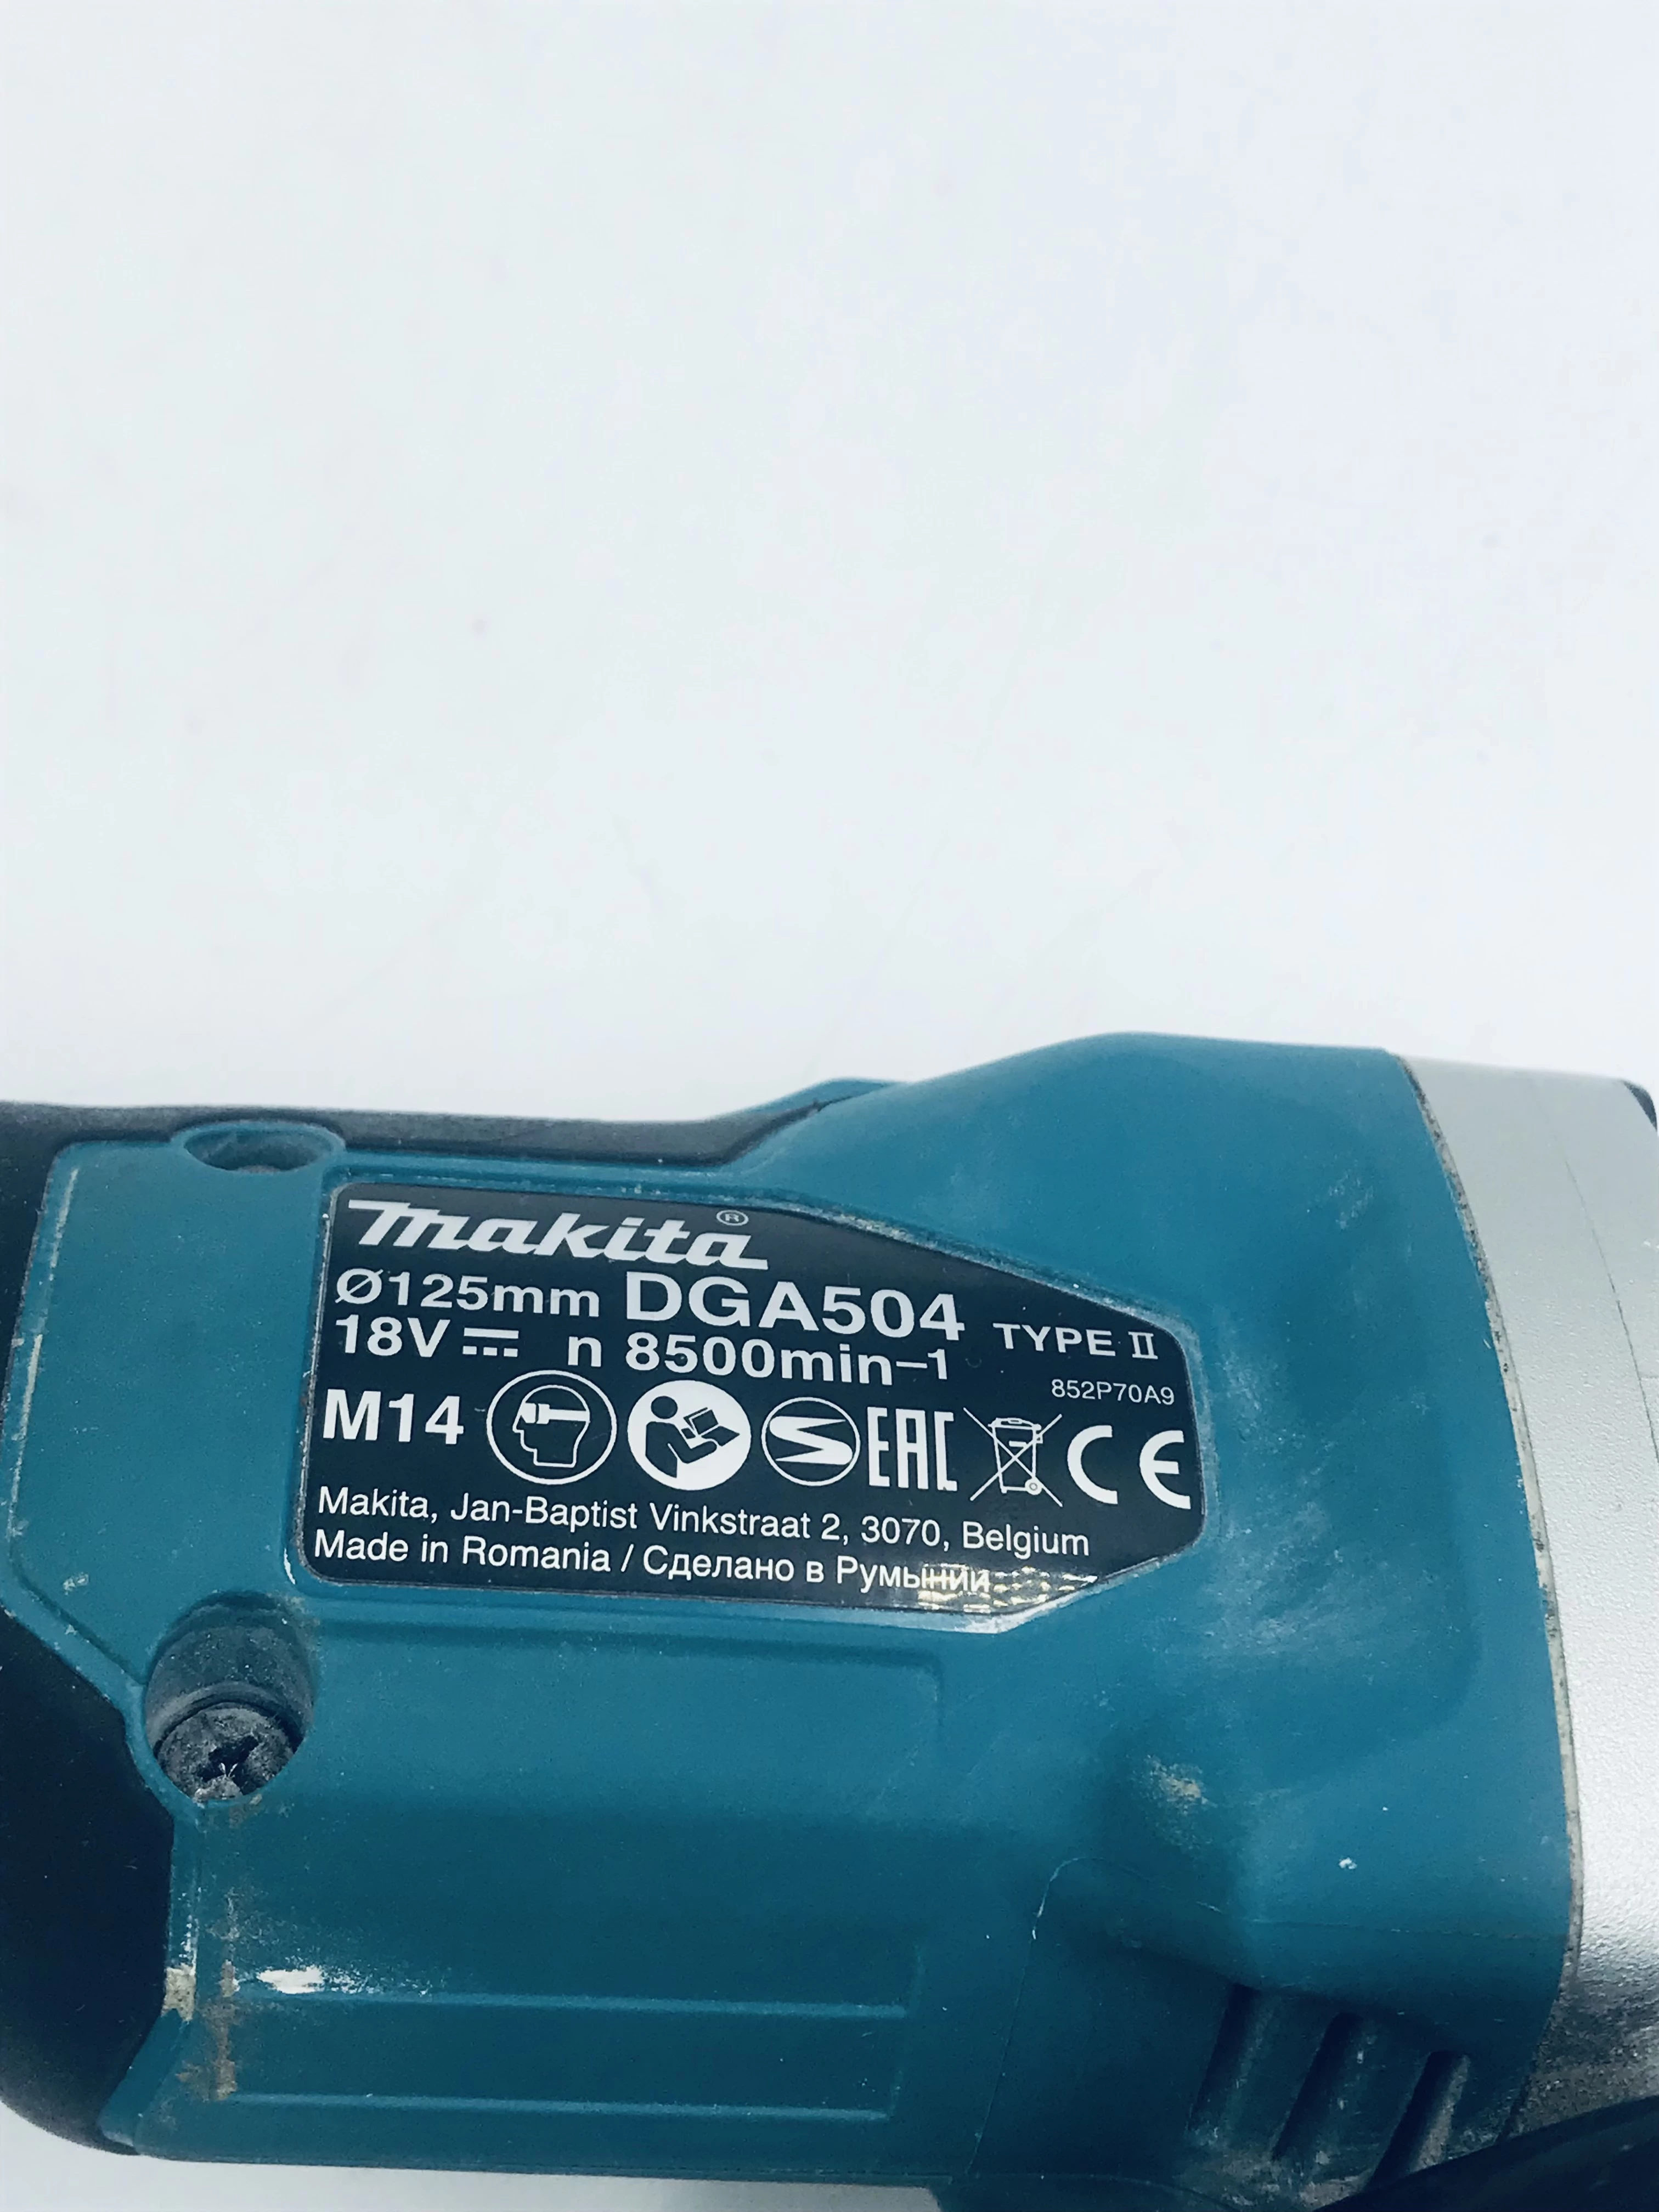 makita®
Ø125mm DGA504 TYPE II
18V n 8500min-1
852P70A9
M14 EAC CE
Makita, Jan-Baptist Vinkstraat 2, 3070, Belgium
Made in Romania / Сделано в Румынии